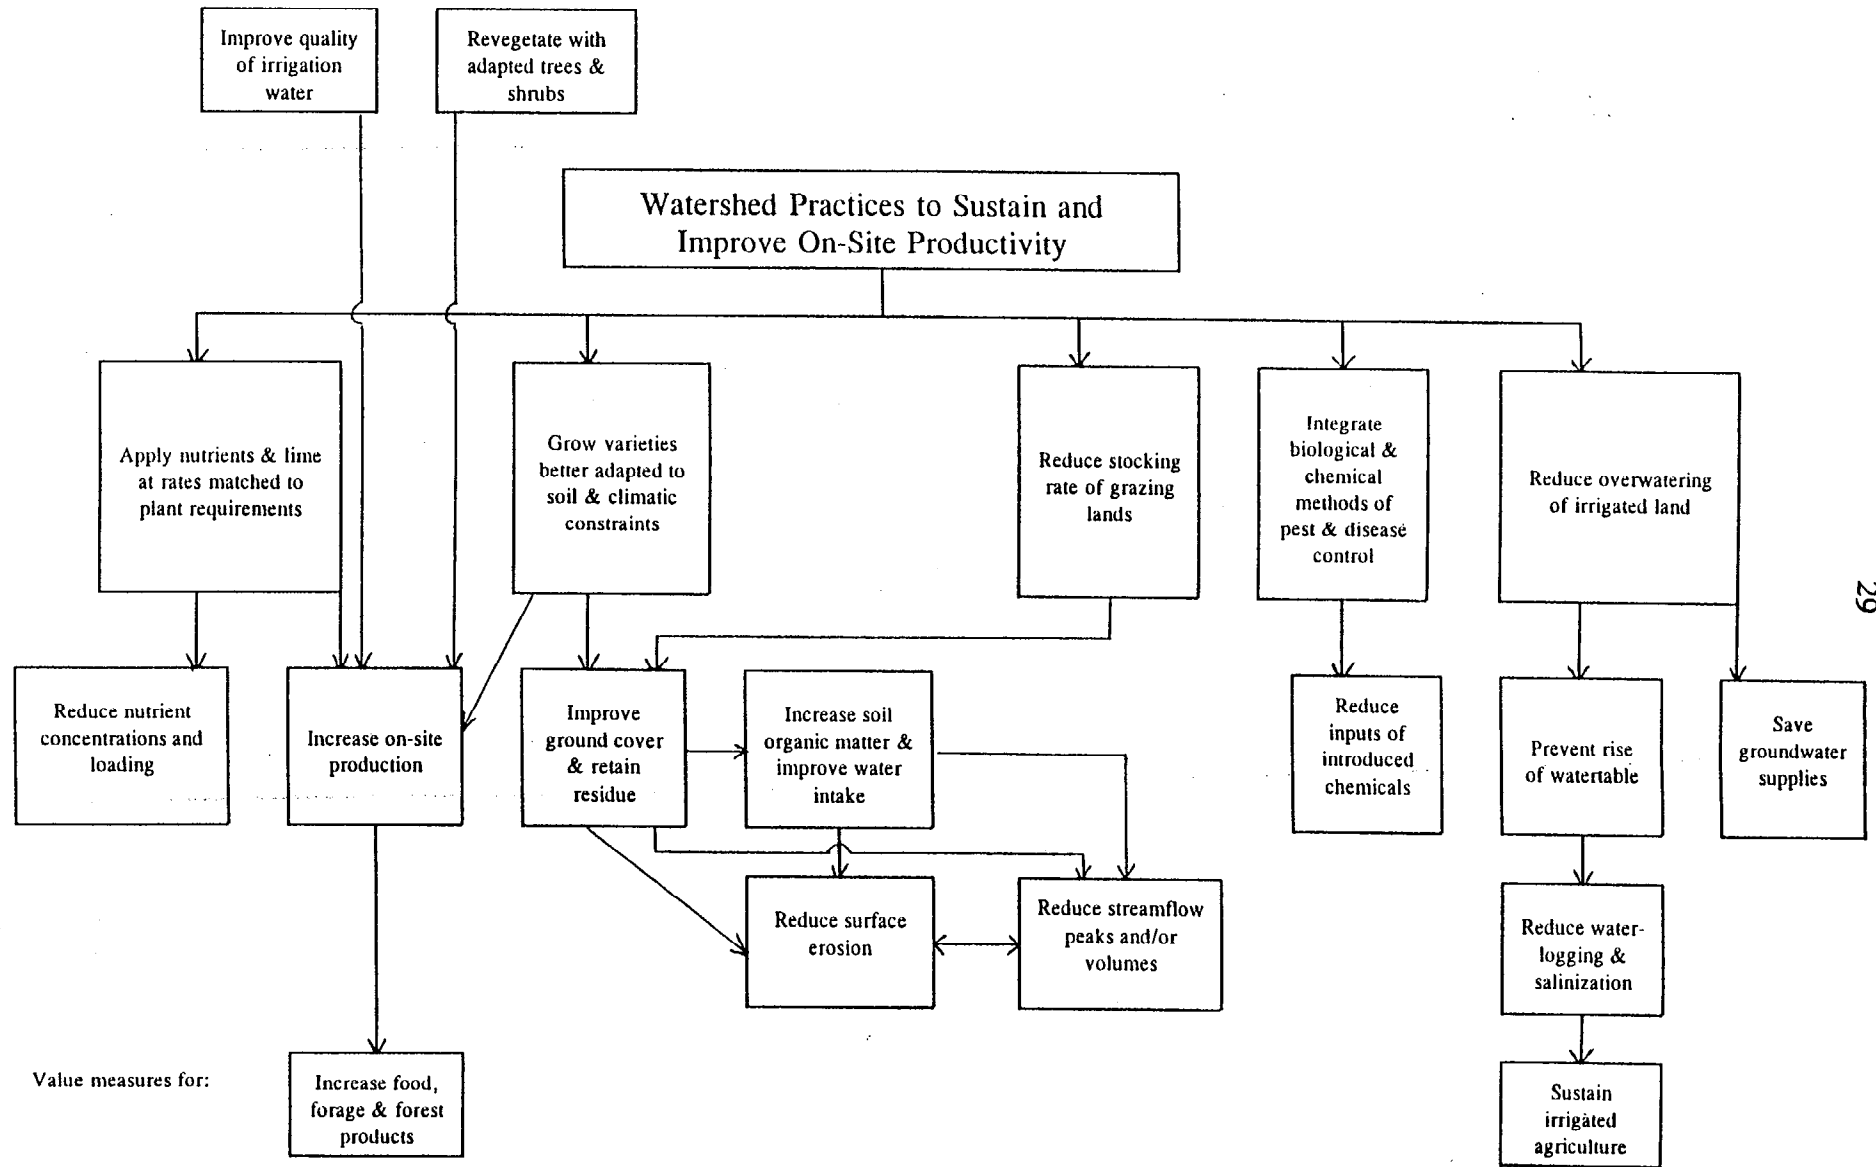 Improve quality
of irrigation
water
Revegetate with
adapted trees &
shrubs
Watershed Practices to Sustain and
Improve On-Site Productivity
Apply nutrients & lime
at rates matched to
plant requirements
Grow varieties
better adapted to
soil & climatic
constraints
Reduce stocking
rate of grazing
lands
Integrate
biological &
chemical
methods of
pest & disease
control
Reduce overwatering
of irrigated land
29
Reduce nutrient
concentrations and
loading
Increase on-site
production
Improve
ground cover
& retain
residue
Increase soil
organic matter &
improve water
intake
Reduce
inputs of
introduced
chemicals
Prevent rise
of watertable
Save
groundwater
supplies
Reduce surface
erosion
Reduce streamflow
peaks and/or
volumes
Reduce water-
logging &
salinization
Value measures for:
Increase food,
forage & forest
products
Sustain
irrigated
agriculture